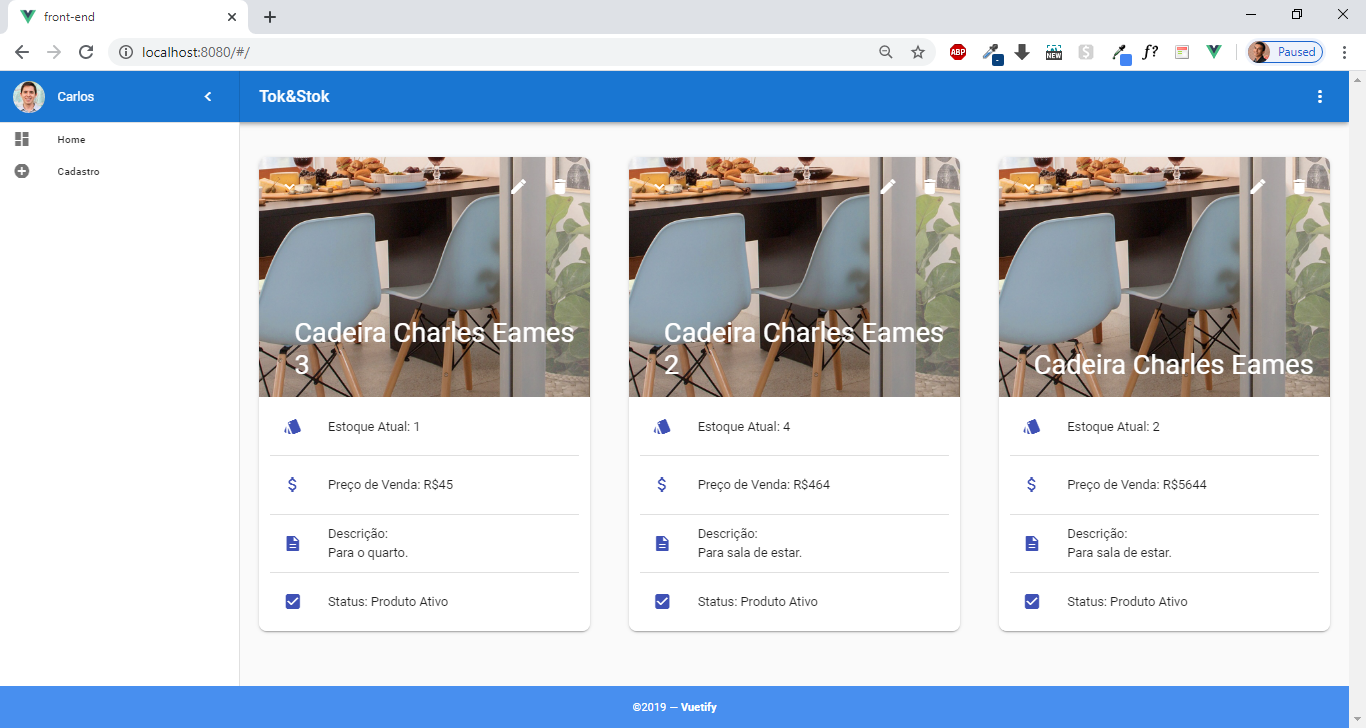 front-end
localhost:8080/#/
ABP
NEW
f?
Paused
Carlos
Tok&Stok
Home
Cadastro
Cadeira Charles Eames
3
Estoque Atual: 1
Preço de Venda: R$45
Descrição:
Para o quarto.
Status: Produto Ativo
Cadeira Charles Eames
2
Estoque Atual: 4
Preço de Venda: R$464
Descrição:
Para sala de estar.
Status: Produto Ativo
Cadeira Charles Eames
Estoque Atual: 2
Preço de Venda: R$5644
Descrição:
Para sala de estar.
Status: Produto Ativo
©2019 — Vuetify